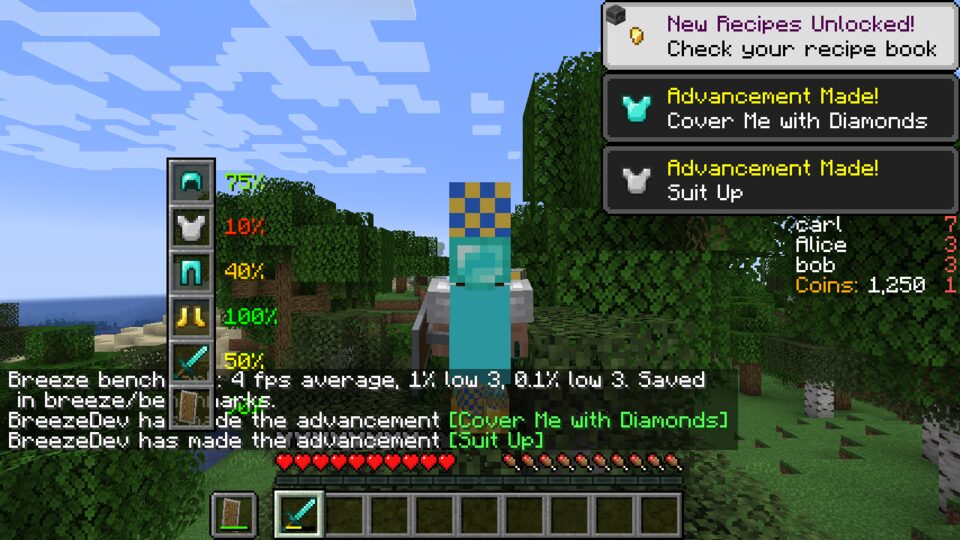 New Recipes Unlocked!
Check your recipe book
Advancement Made!
Cover Me with Diamonds
Advancement Made!
Suit Up
75%
10%
40%
100%
50%
carl 7
Alice 3
bob 3
Coins: 1,250 1
Breeze bench : 4 fps average, 1% low 3, 0.1% low 3. Saved
in breeze/be marks.
BreezeDev ha de the advancement [Cover Me with Diamonds]
BreezeDev has made the advancement [Suit Up]